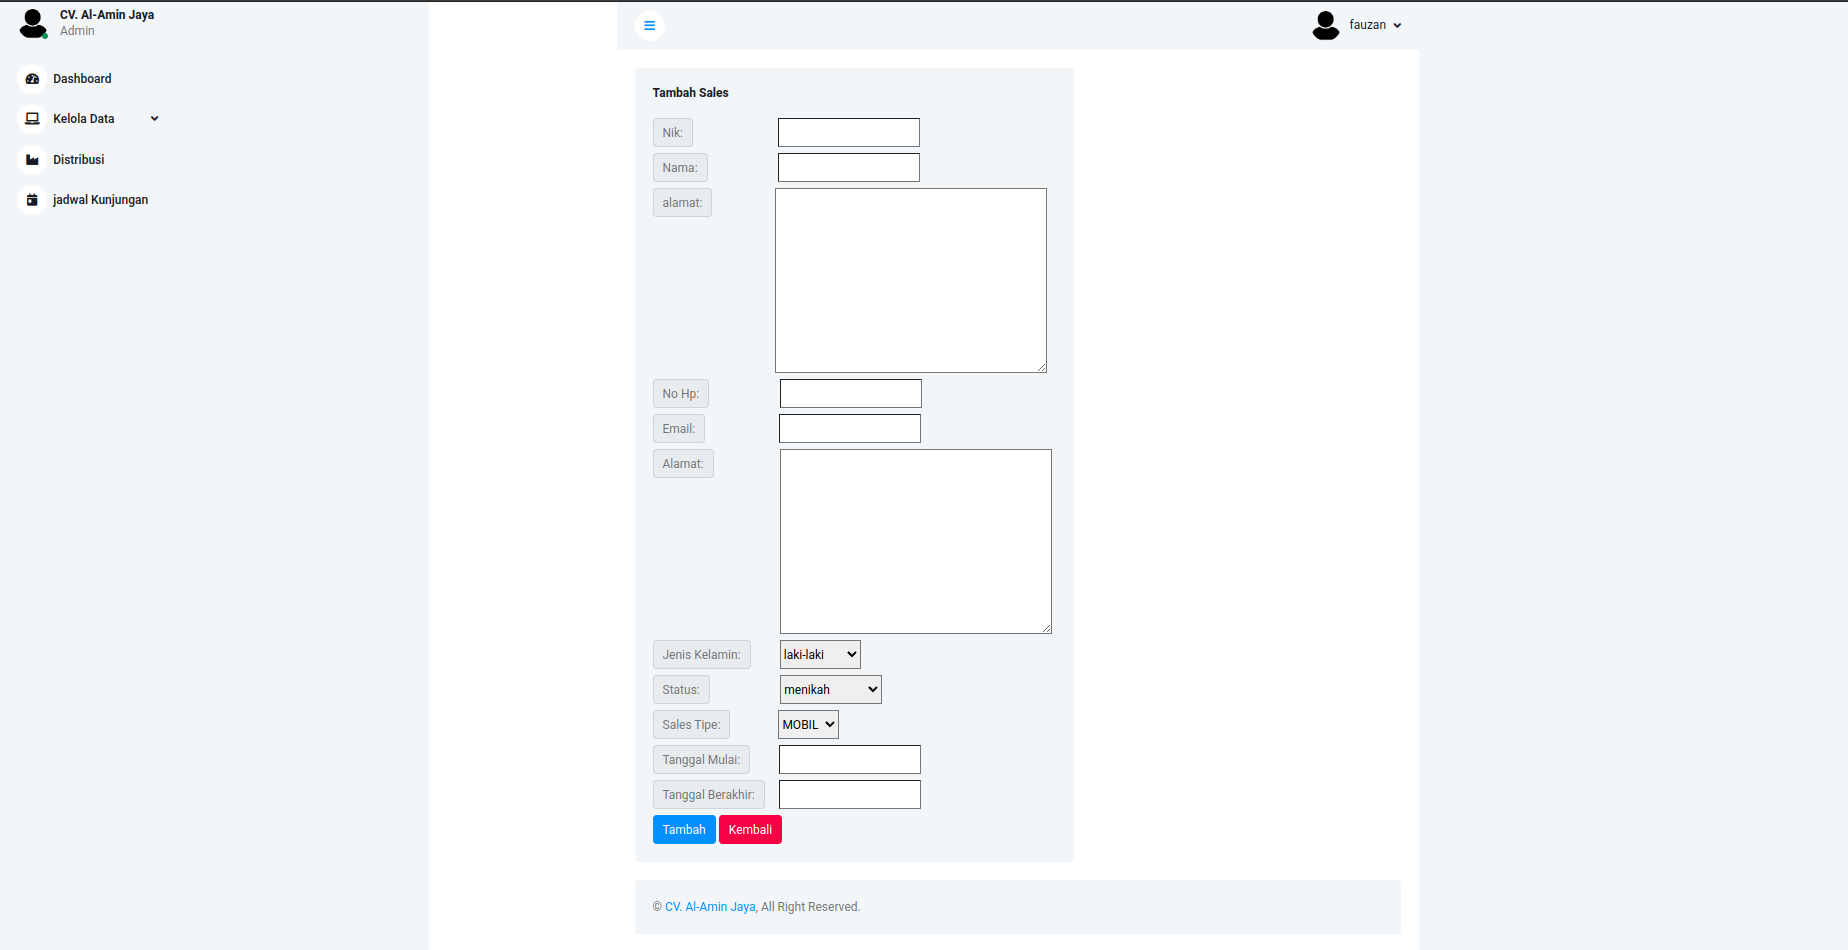 CV. Al-Amin Jaya
Admin
Dashboard
Kelola Data
Distribusi
jadwal Kunjungan
fauzan
Tambah Sales
Nik:
Nama:
alamat:
No Hp:
Email:
Alamat:
Jenis Kelamin: laki-laki
Status: menikah
Sales Tipe: MOBIL
Tanggal Mulai:
Tanggal Berakhir:
Tambah Kembali
© CV. Al-Amin Jaya, All Right Reserved.